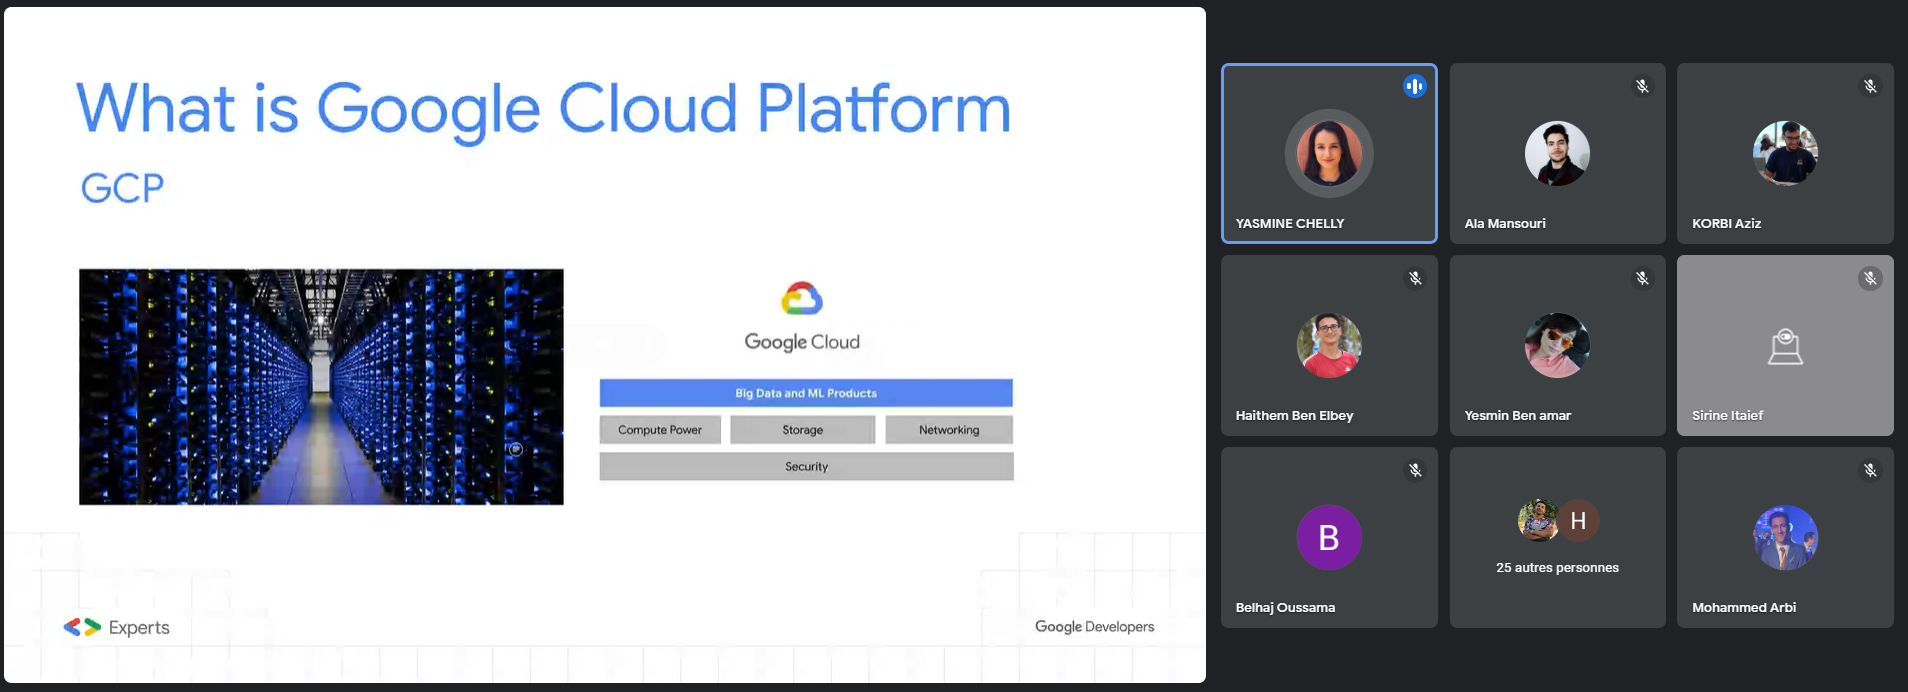 What is Google Cloud Platform
GCP
Google Cloud
Big Data and ML Products
Compute Power
Storage
Networking
Security
Experts
Google Developers
YASMINE CHELLY
Ala Mansouri
KORBI Aziz
Haithem Ben Elbey
Yesmin Ben amar
Sirine Itaief
B
Belhaj Oussama
H
25 autres personnes
Mohammed Arbi